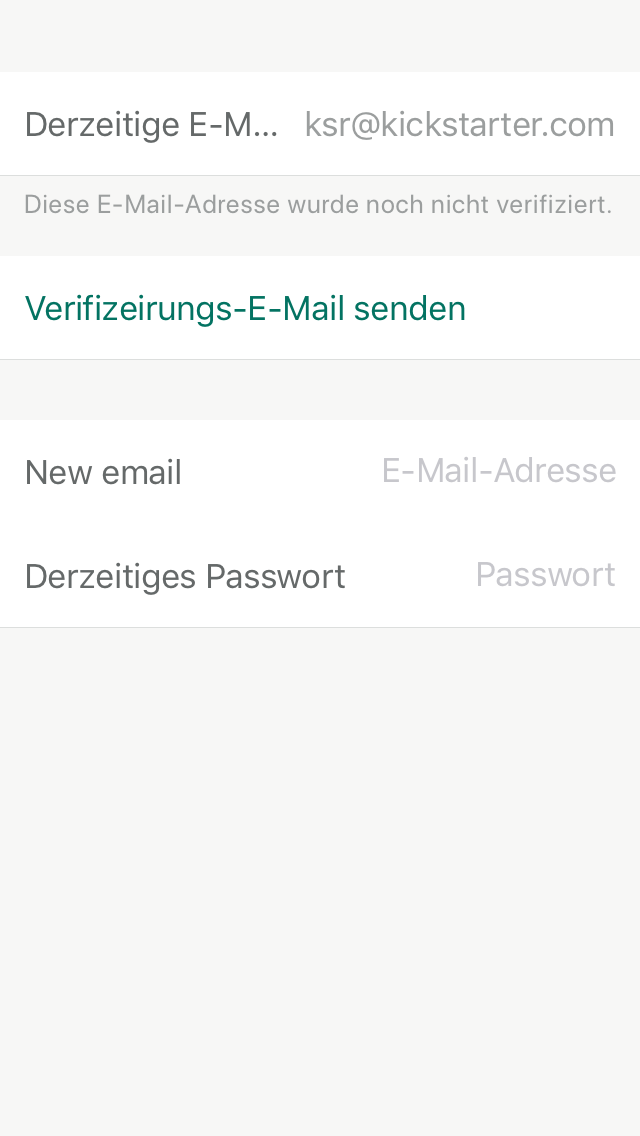 Derzeitige E-M... ksr@kickstarter.com
Diese E-Mail-Adresse wurde noch nicht verifiziert.
Verifizeirungs-E-Mail senden
New email E-Mail-Adresse
Derzeitiges Passwort Passwort